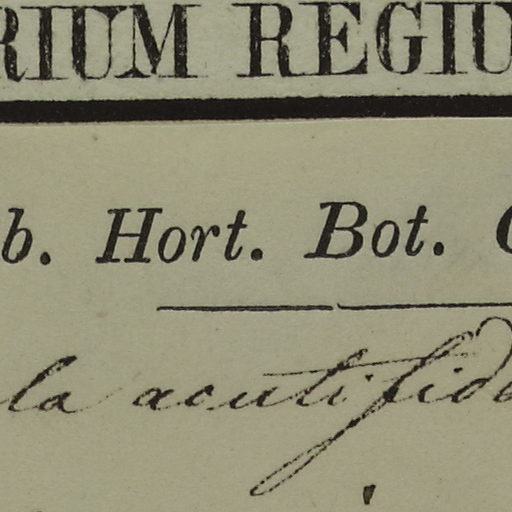 RIUM REGIU
b. Hort. Bot. C
la acutifida